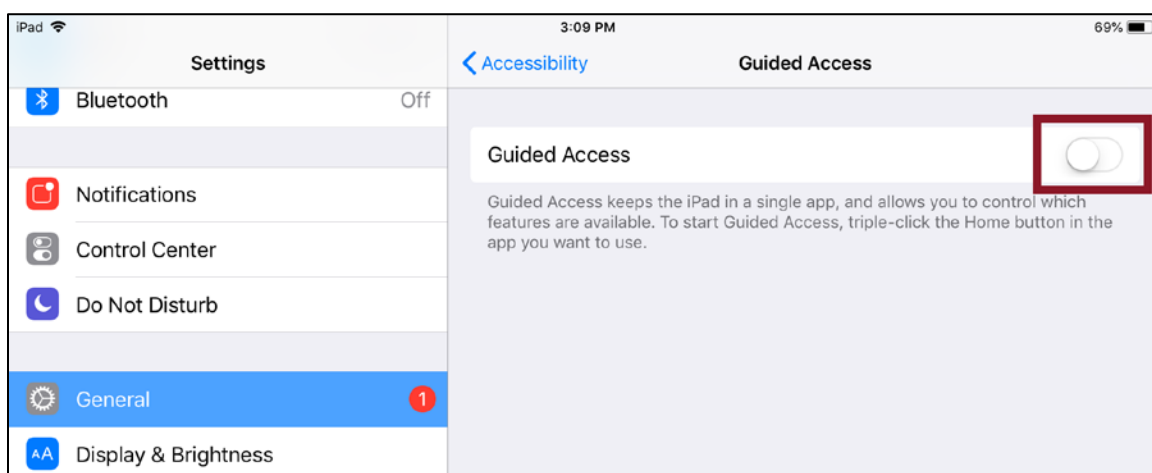 iPad 3:09 PM 69%
Settings
Accessibility Guided Access
Bluetooth Off
Notifications
Control Center
Do Not Disturb
General 1
AA Display & Brightness
Guided Access
Guided Access keeps the iPad in a single app, and allows you to control which
features are available. To start Guided Access, triple-click the Home button in the
app you want to use.